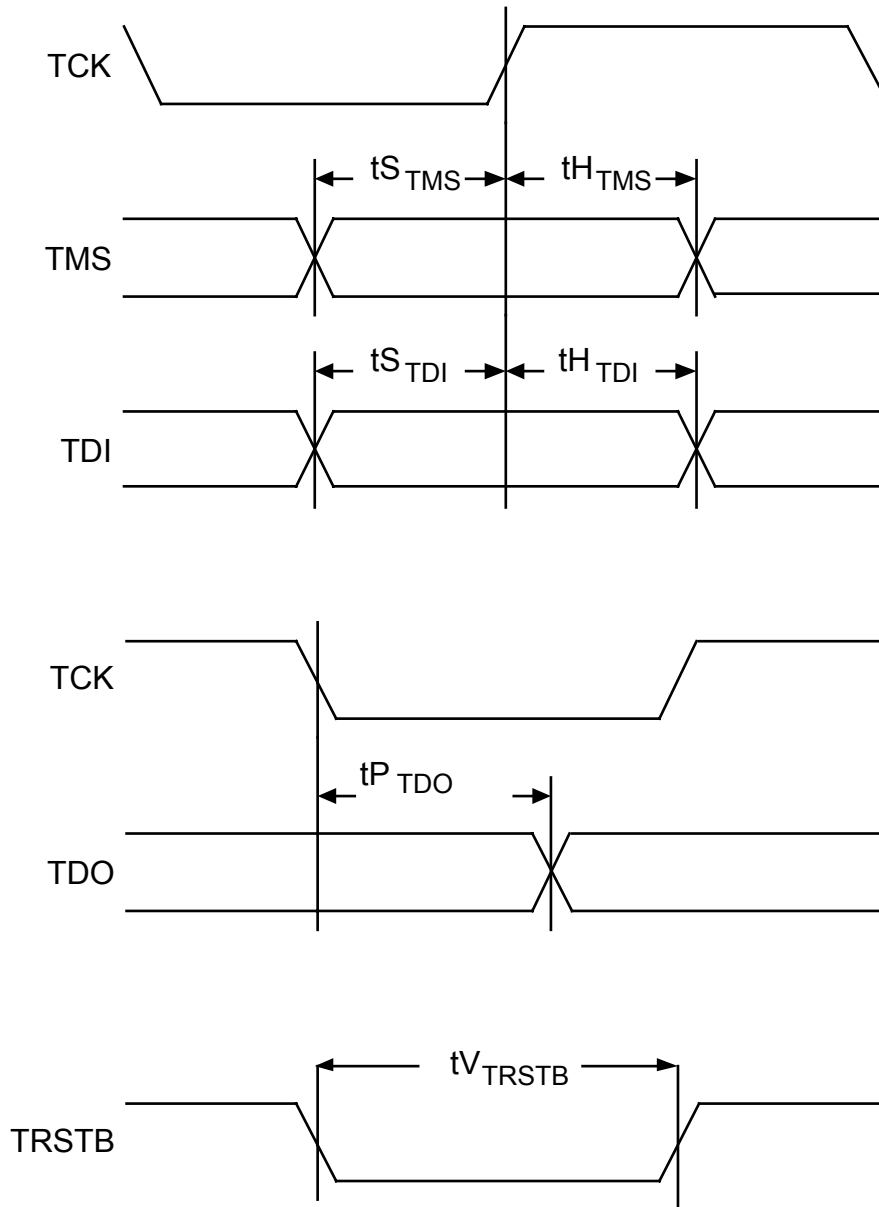 TCK
tS TMS tH TMS
TMS
tS TDI tH TDI
TDI
TCK
tP TDO
TDO
tV TRSTB
TRSTB